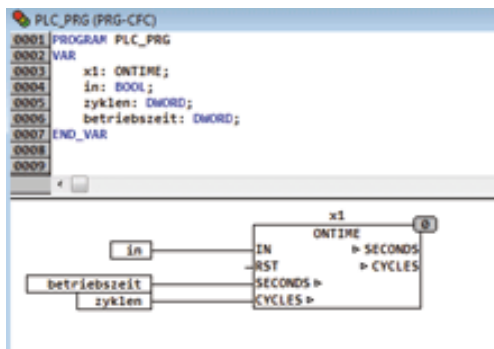 PLC_PRG (PRG-CFC)
0001 PROGRAM PLC_PRG
0002 VAR
0003 x1: ONTIME;
0004 in: BOOL;
0005 zyklen: DWORD;
0006 betriebszeit: DWORD;
0007 END_VAR
0008
0009
x1
0
ONTIME
in
IN
SECONDS
RST
CYCLES
betriebszeit
SECONDS
zyklen
CYCLES